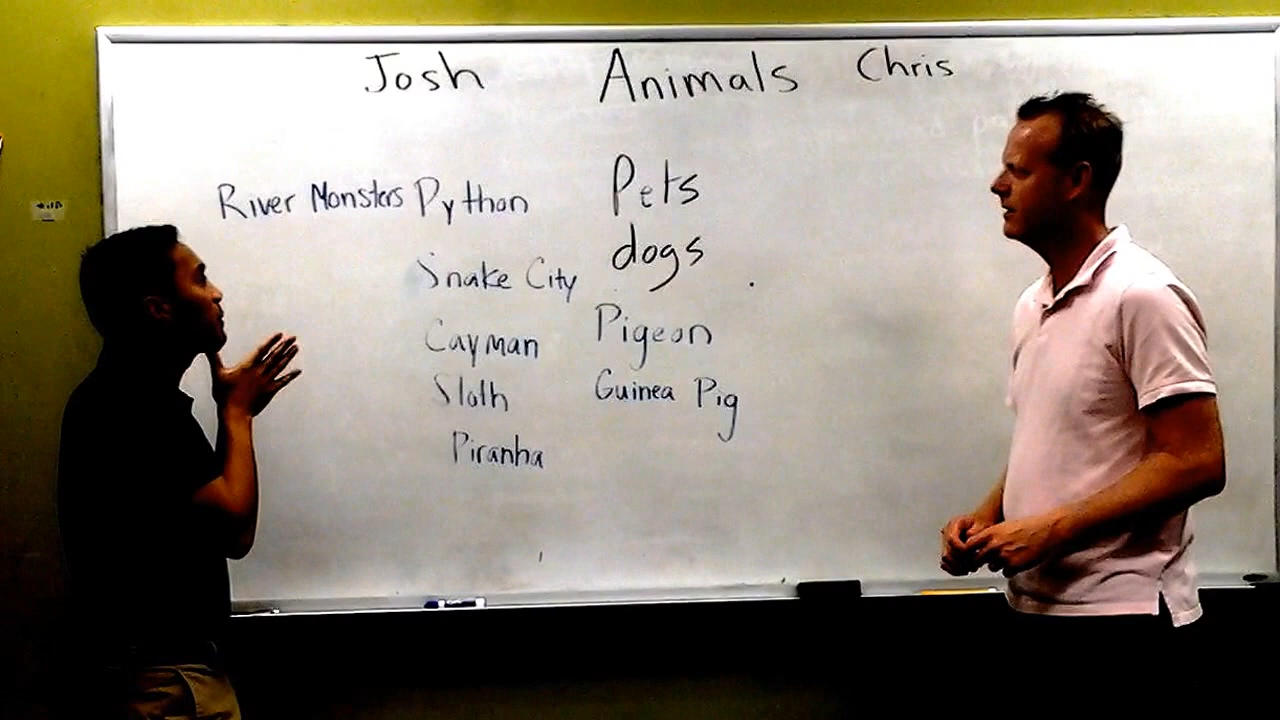 Josh Animals Chris
River Monsters Python Pets
dogs
Snake City
Cayman Pigeon
Sloth Guinea Pig
Piranha